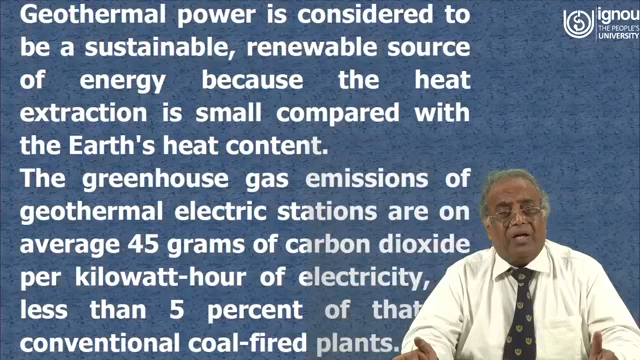 Geothermal power is considered to
be a sustainable, renewable source
of energy because the heat
extraction is small compared with
the Earth's heat content.
The greenhouse gas emissions of
geothermal electric stations are on
average 45 grams of carbon dioxide
per kilowatt-hour of electricity,
less than 5 percent of that
conventional coal-fired plants.
ignou
THE PEOPLE'S
UNIVERSITY